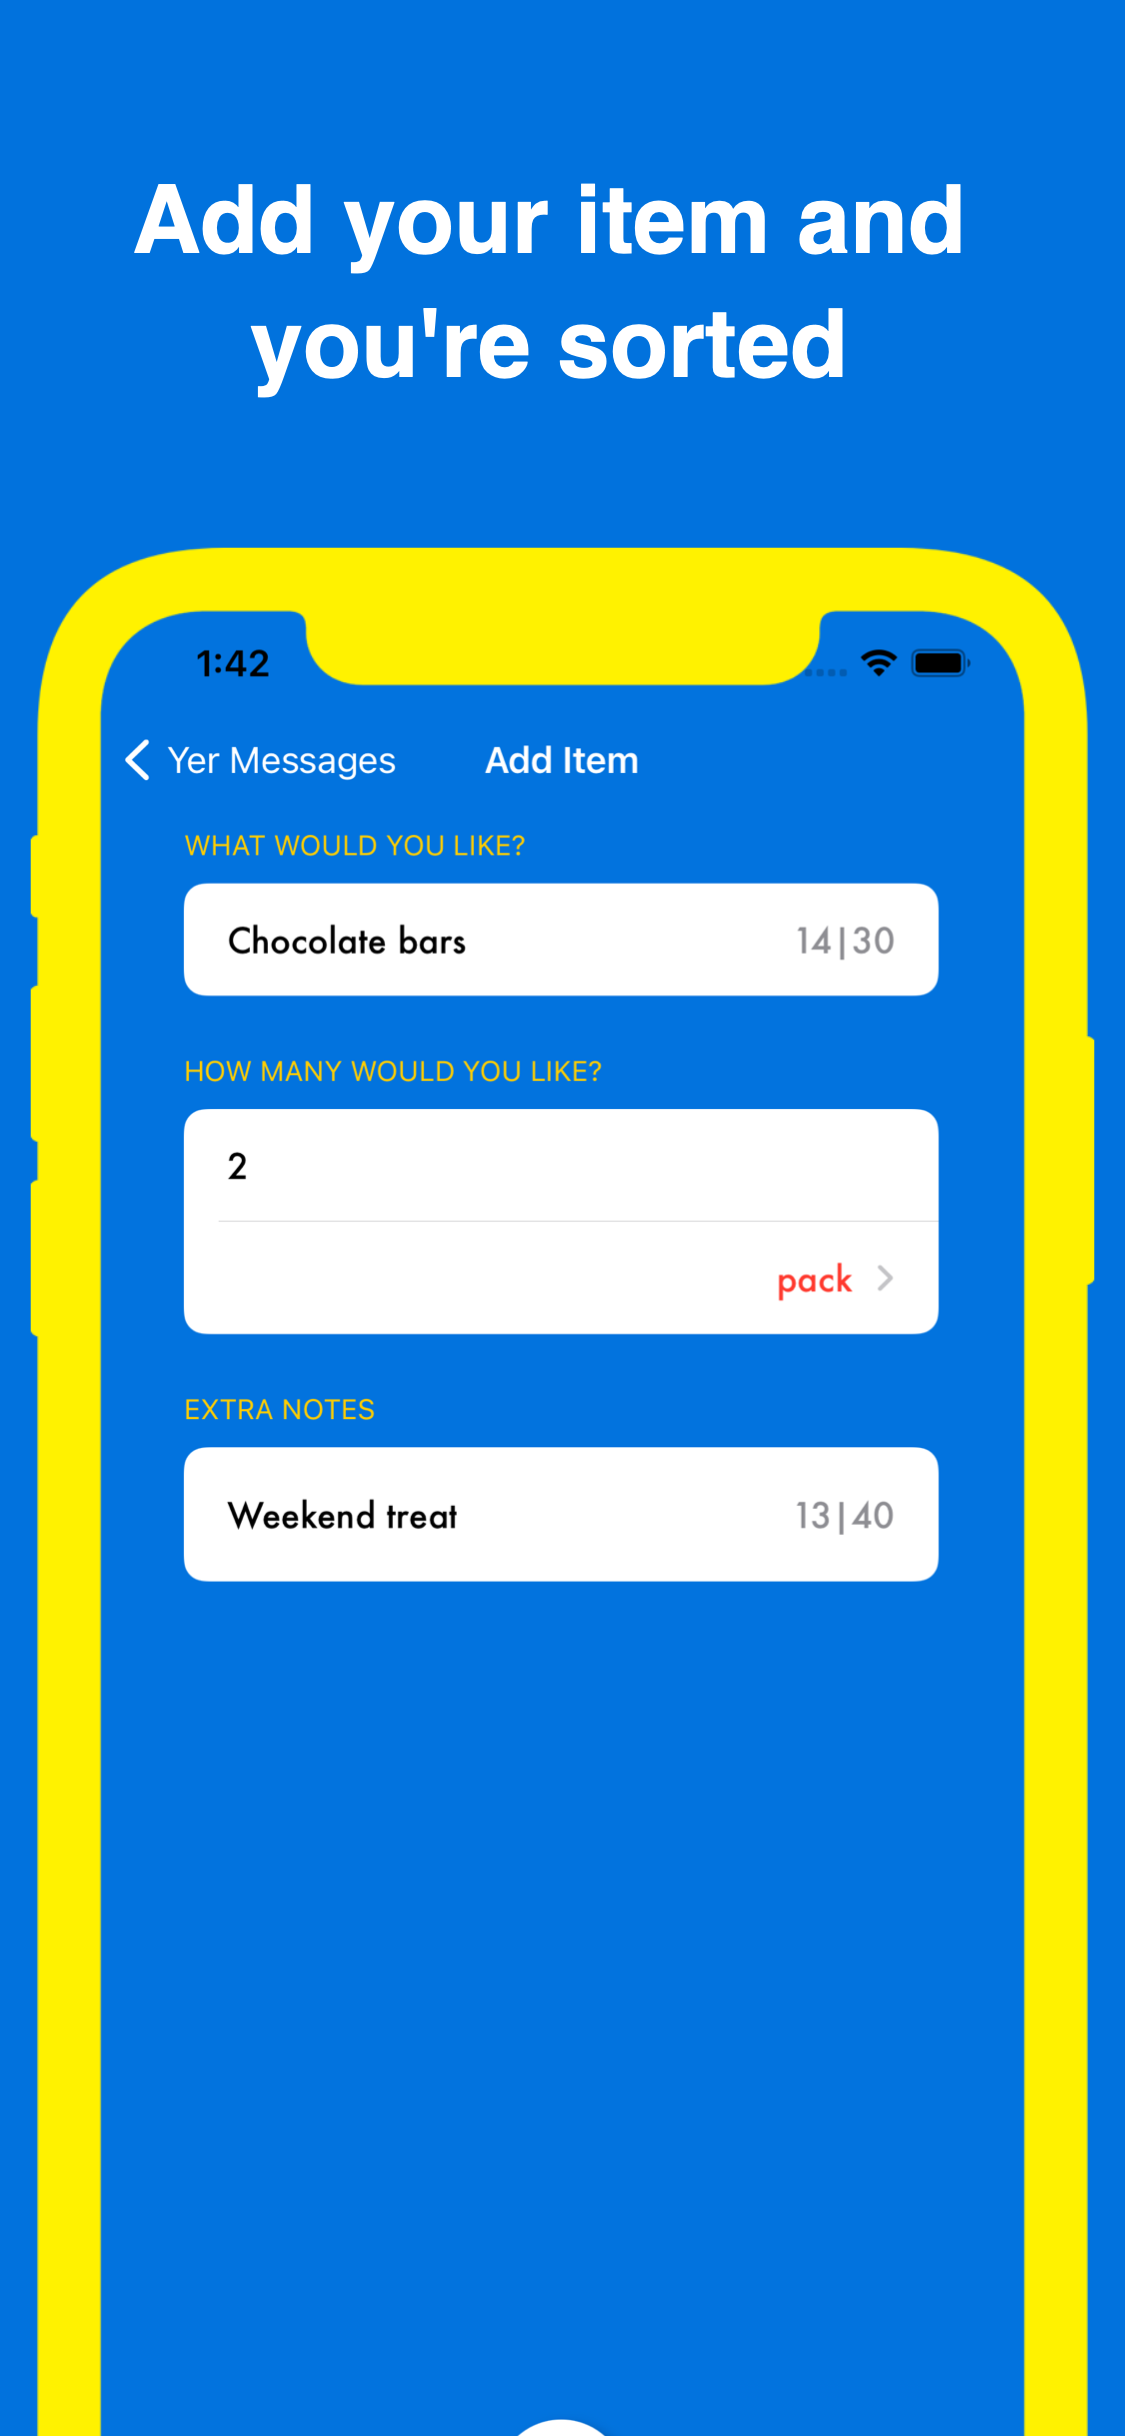 Add your item and
you're sorted
1:42
Yer Messages
Add Item
WHAT WOULD YOU LIKE?
Chocolate bars
14|30
HOW MANY WOULD YOU LIKE?
2
pack
EXTRA NOTES
Weekend treat
13|40